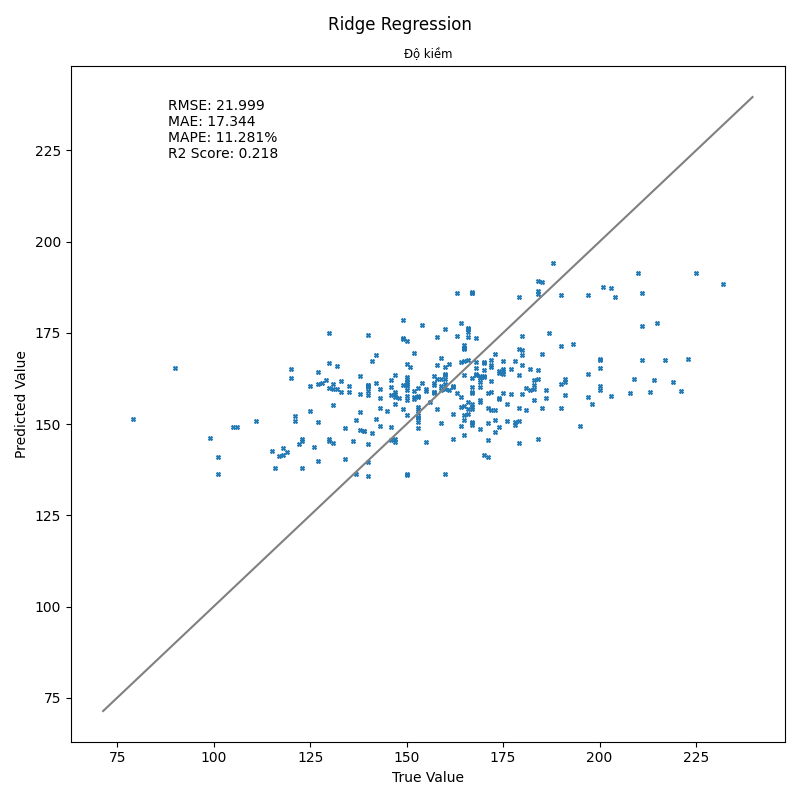 Ridge Regression
Độ kiềm
RMSE: 21.999
MAE: 17.344
MAPE: 11.281%
R2 Score: 0.218
Predicted Value
225
200
175
150
125
100
75
75 100 125 150 175 200 225
True Value